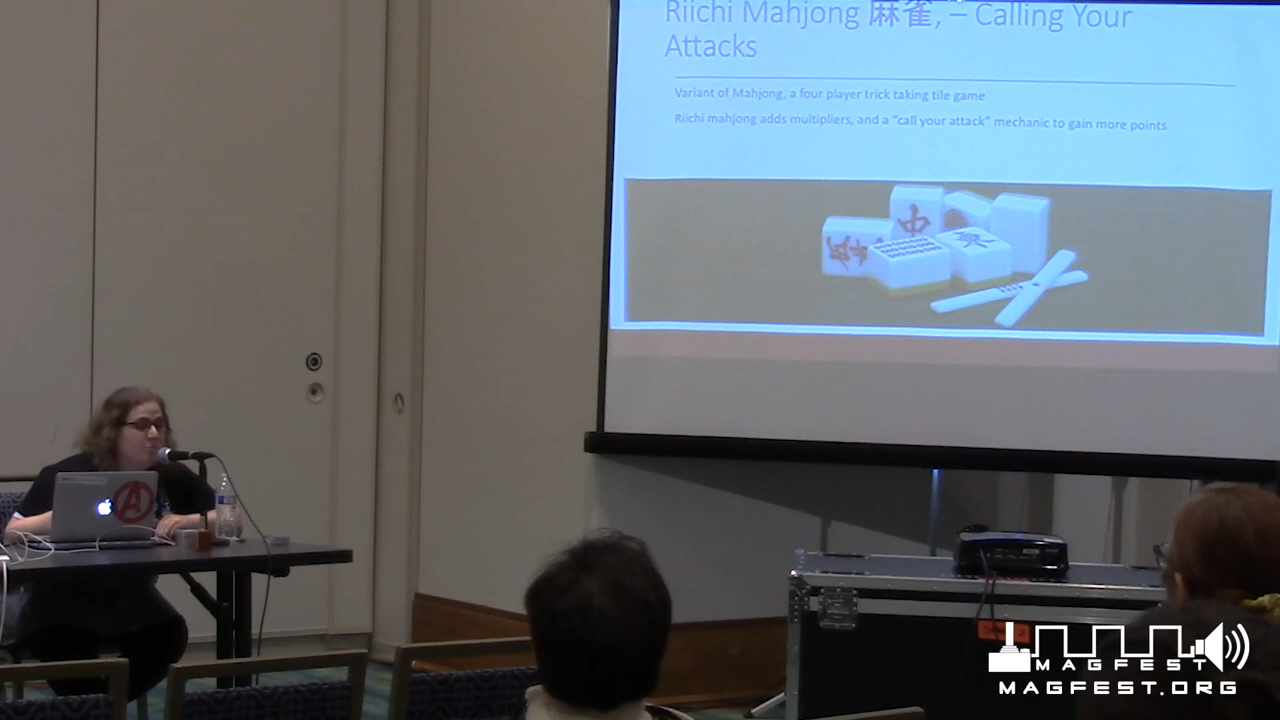 Riichi Mahjong 麻雀, – Calling Your
Attacks
Variant of Mahjong, a four player trick taking tile game
Riichi mahjong adds multipliers, and a "call your attack" mechanic to gain more points
中
MAGFEST
MAGFEST.ORG